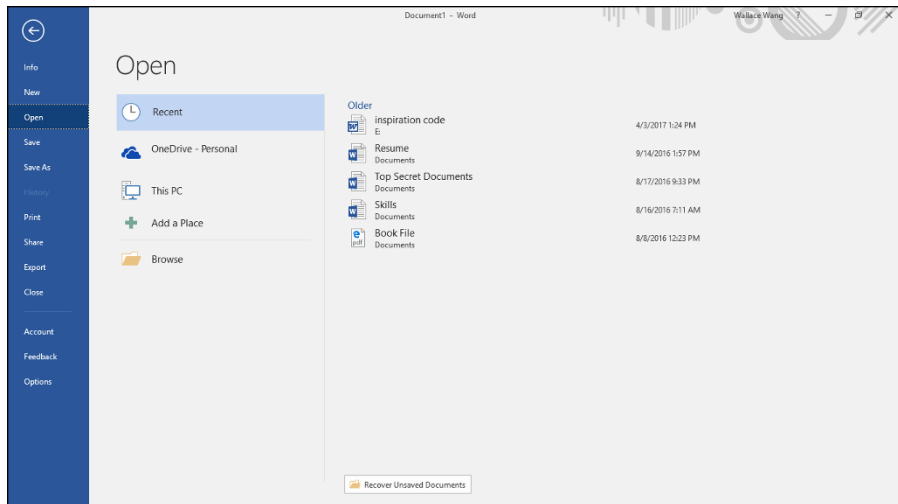 Document1 - Word
Wallace Wang ?
Info
New
Open
Save
Save As
History
Print
Share
Export
Close
Account
Feedback
Options
Open
Recent
OneDrive - Personal
This PC
Add a Place
Browse
Older
inspiration code
E:
4/3/2017 1:24 PM
Resume
Documents
9/14/2016 1:57 PM
Top Secret Documents
Documents
8/17/2016 9:33 PM
Skills
Documents
8/16/2016 7:11 AM
Book File
Documents
8/8/2016 12:23 PM
Recover Unsaved Documents